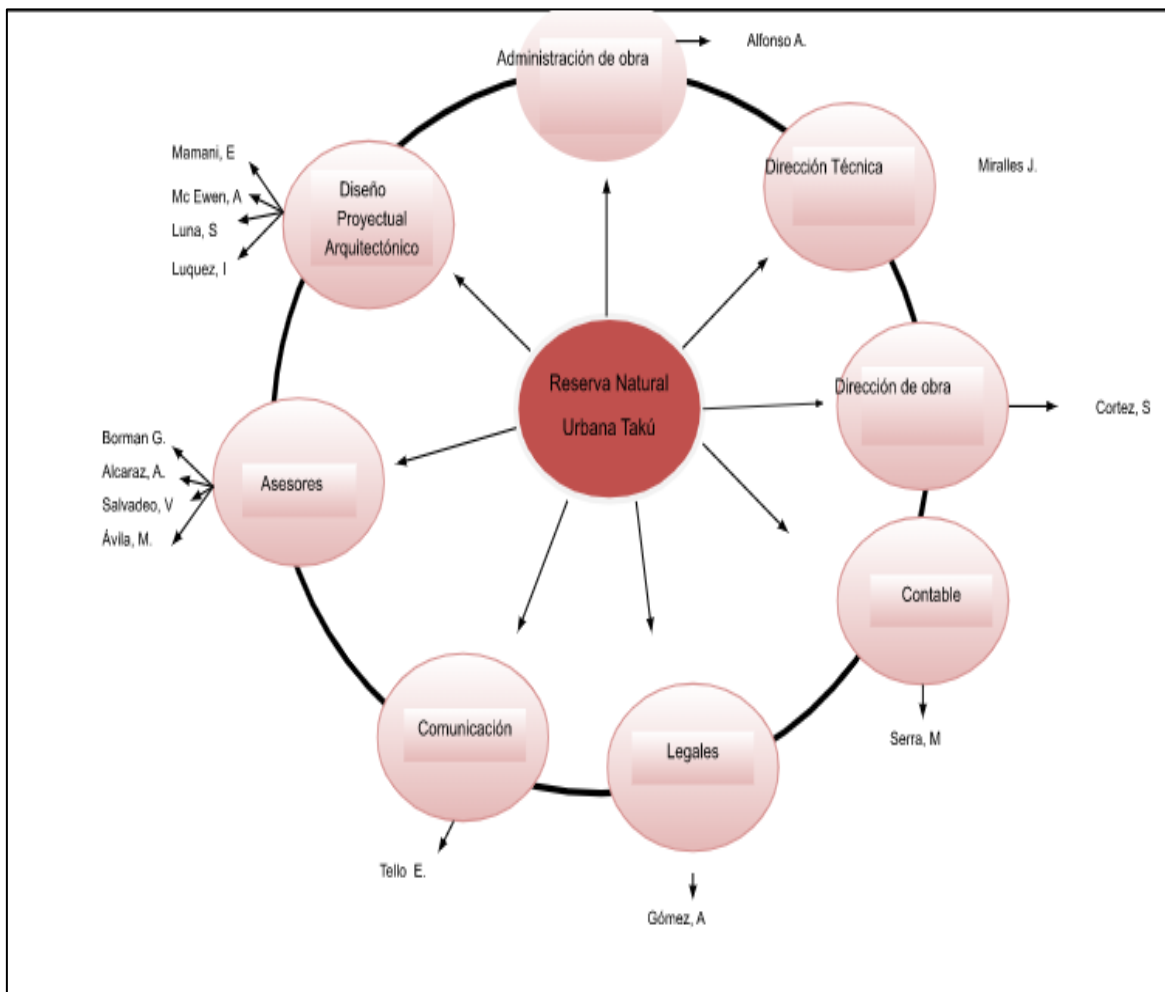 Alfonso A.
Administración de obra
Mamani, E
Mc Ewen, A
Luna, S
Luquez, I
Diseño
Proyectual
Arquitectónico
Dirección Técnica
Miralles J.
Reserva Natural
Urbana Takú
Dirección de obra
Cortez, S
Borman G.
Alcaraz, A.
Salvadeo, V
Ávila, M.
Asesores
Contable
Serra, M
Comunicación
Tello E.
Legales
Gómez, A